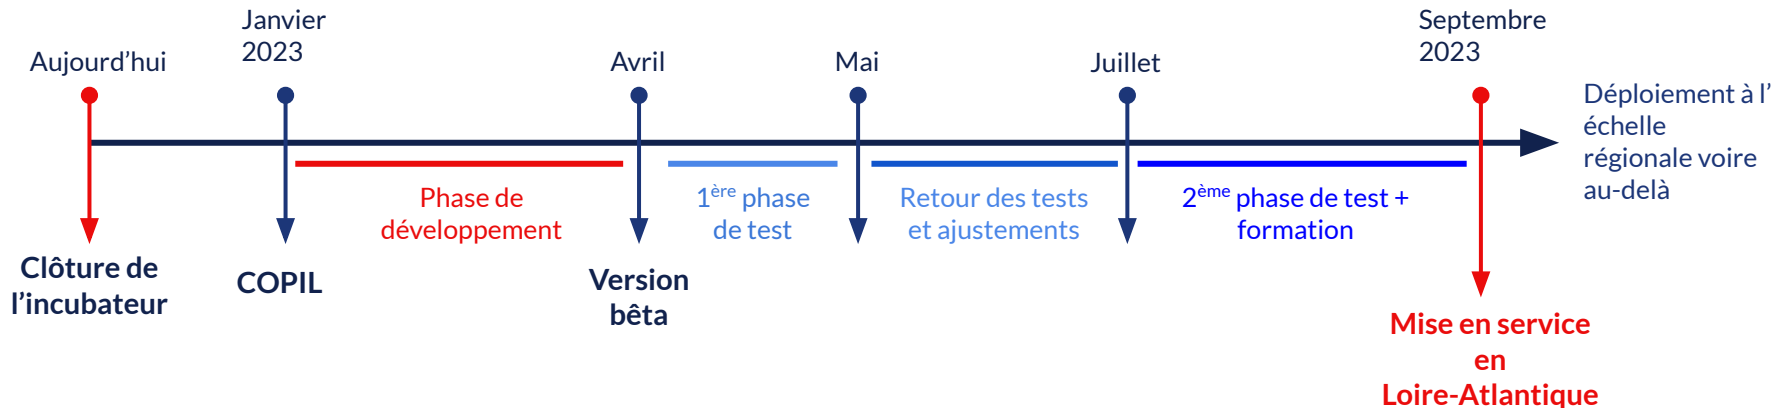 Aujourd'hui
Janvier
2023
Avril
Mai
Juillet
Septembre
2023
Déploiement à l'
échelle
régionale voire
au-delà
Phase de
développement
1ère phase
de test
Retour des tests
et ajustements
2ème phase de test +
formation
Clôture de
l'incubateur
COPIL
Version
bêta
Mise en service
en
Loire-Atlantique